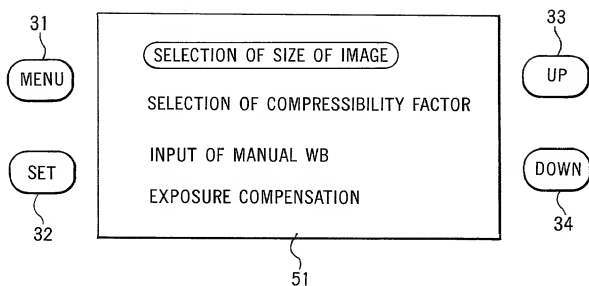 31
MENU
SET
32
SELECTION OF SIZE OF IMAGE
SELECTION OF COMPRESSIBILITY FACTOR
INPUT OF MANUAL WB
EXPOSURE COMPENSATION
51
33
UP
DOWN
34